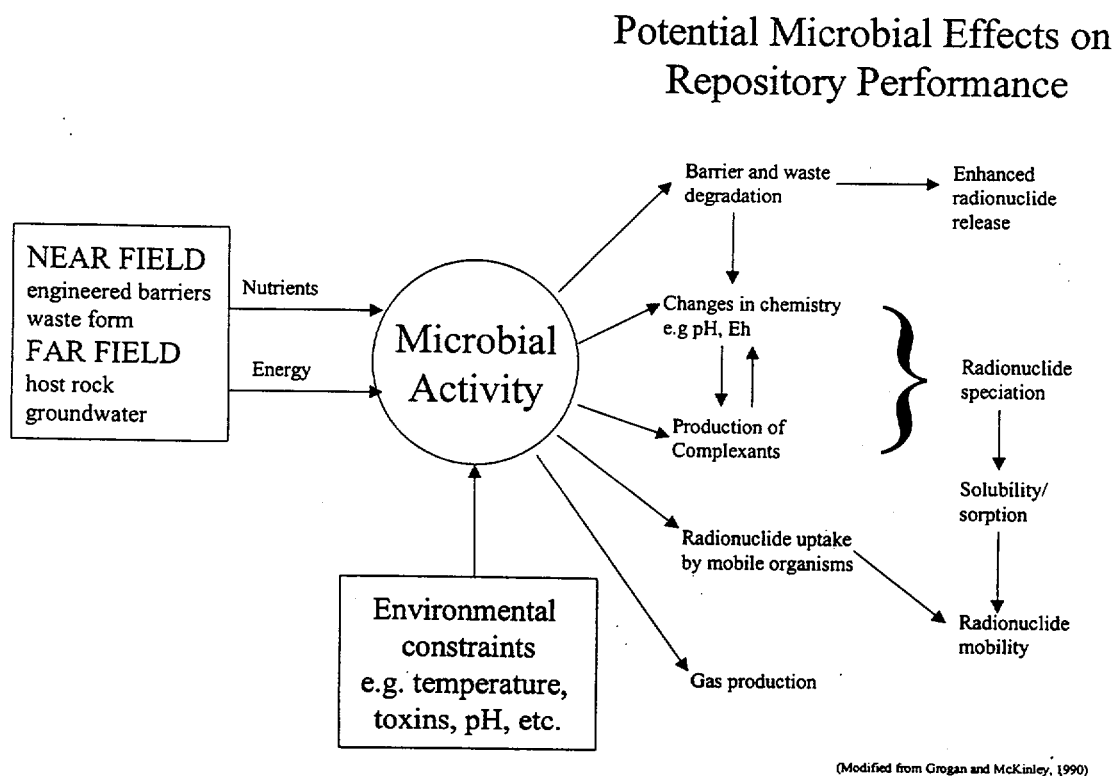 Potential Microbial Effects on
Repository Performance
NEAR FIELD
engineered barriers
waste form
FAR FIELD
host rock
groundwater
Nutrients
Energy
Microbial
Activity
Environmental
constraints
e.g. temperature,
toxins, pH, etc.
Barrier and waste
degradation
Enhanced
radionuclide
release
Changes in chemistry
e.g pH, Eh
Production of
Complexants
Radionuclide
speciation
Solubility/
sorption
Radionuclide uptake
by mobile organisms
Radionuclide
mobility
Gas production
(Modified from Grogan and McKinley, 1990)